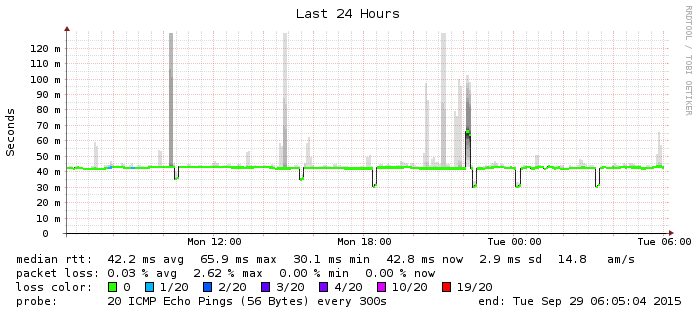 Last 24 Hours
RRDTOOL / TOBI OETIKER
Seconds
120 m
110 m
100 m
90 m
80 m
70 m
60 m
50 m
40 m
30 m
20 m
10 m
0
Mon 12:00 Mon 18:00 Tue 00:00 Tue 06:00
median rtt: 42.2 ms avg 65.9 ms max 30.1 ms min 42.8 ms now 2.9 ms sd 14.8 am/s
packet loss: 0.03 % avg 2.62 % max 0.00 % min 0.00 % now
loss color: 0 1/20 2/20 3/20 4/20 10/20 19/20
probe: 20 ICMP Echo Pings (56 Bytes) every 300s end: Tue Sep 29 06:05:04 2015